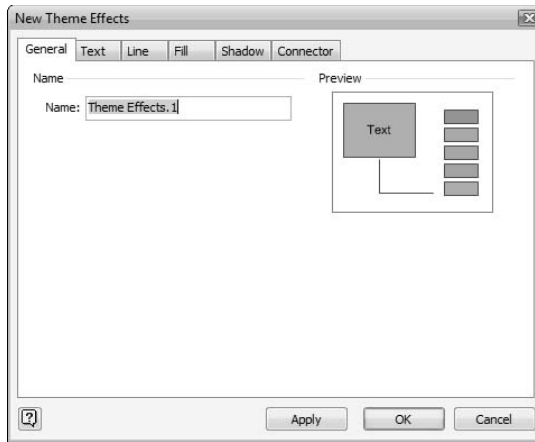 New Theme Effects
General Text Line Fill Shadow Connector
Name Preview
Name: Theme Effects.1
Text
Apply OK Cancel